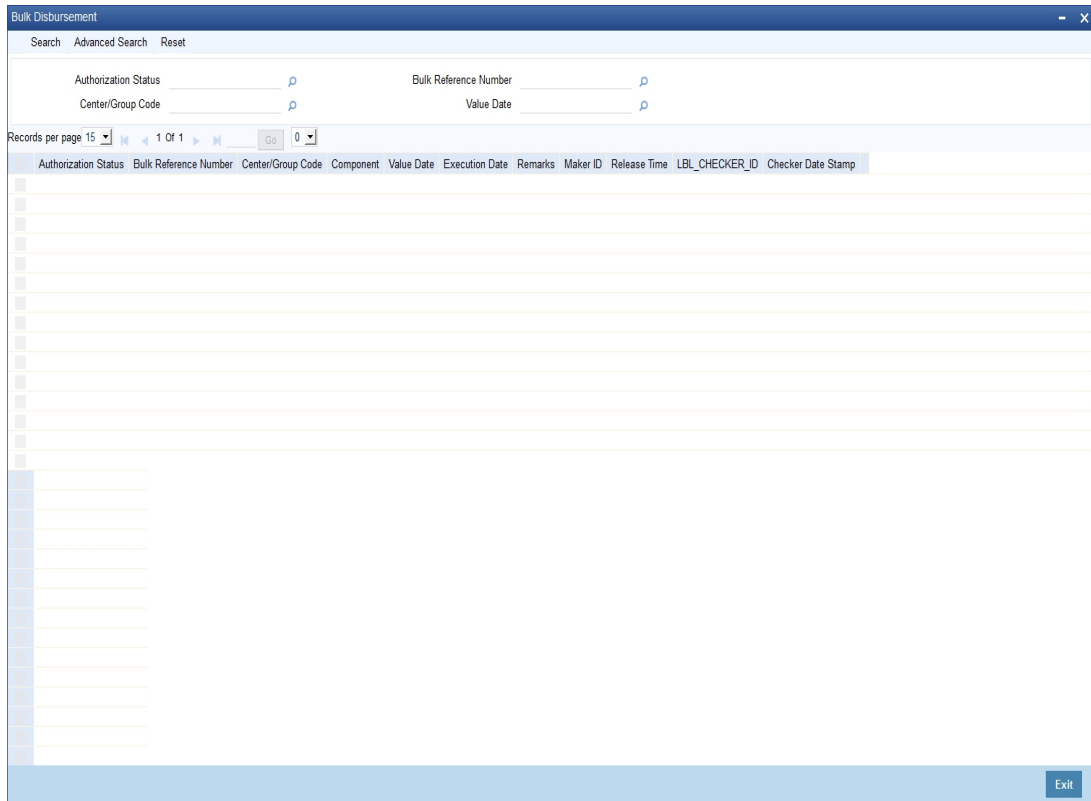 Bulk Disbursement - x
Search Advanced Search Reset
Authorization Status Bulk Reference Number
Center/Group Code Value Date
Records per page 15 1 Of 1 Go 0
Authorization Status Bulk Reference Number Center/Group Code Component Value Date Execution Date Remarks Maker ID Release Time LBL_CHECKER_ID Checker Date Stamp
Exit